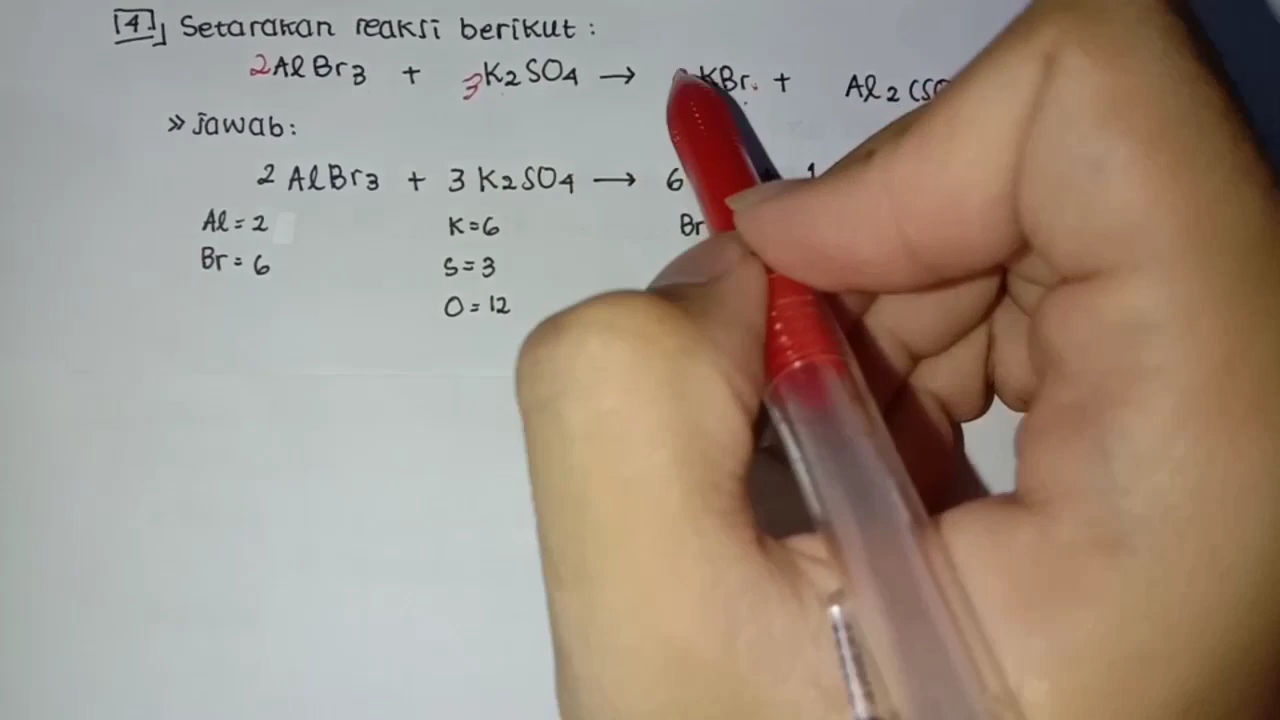 4. Setarakan reaksi berikut :
2AlBr3 + 3K2SO4 → KBr + Al2(SO
» Jawab :
2 AlBr3 + 3 K2SO4 → 6
Al = 2 K = 6 Br
Br = 6 S = 3
O = 12